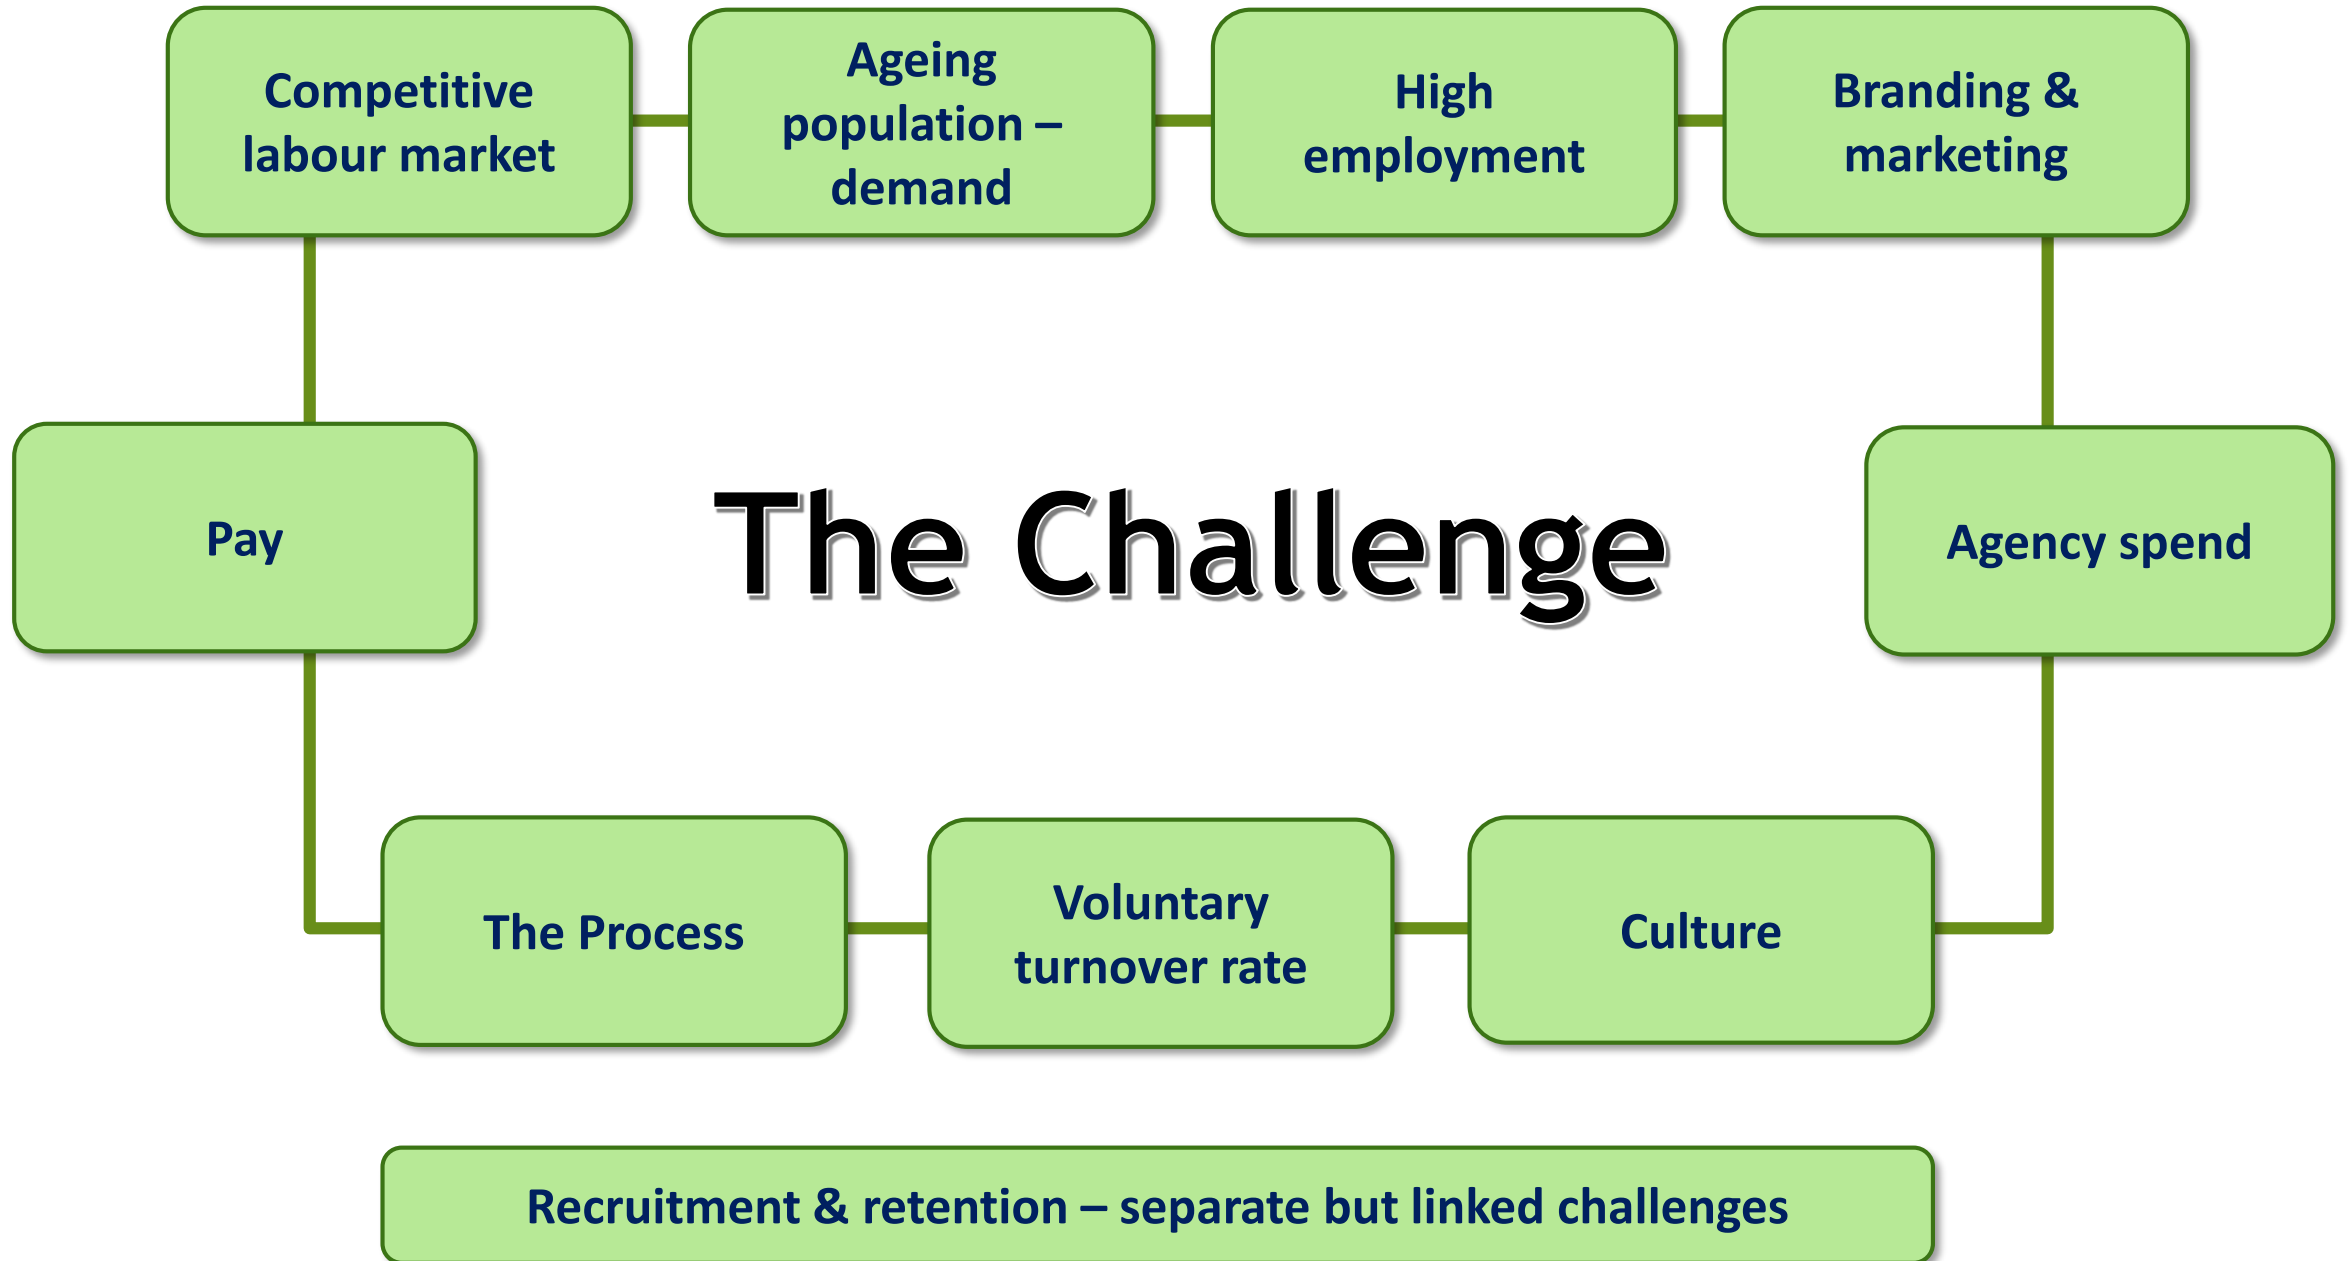 Competitive
labour market
Ageing
population –
demand
High
employment
Branding &
marketing
Pay
The Challenge
Agency spend
The Process
Voluntary
turnover rate
Culture
Recruitment & retention – separate but linked challenges